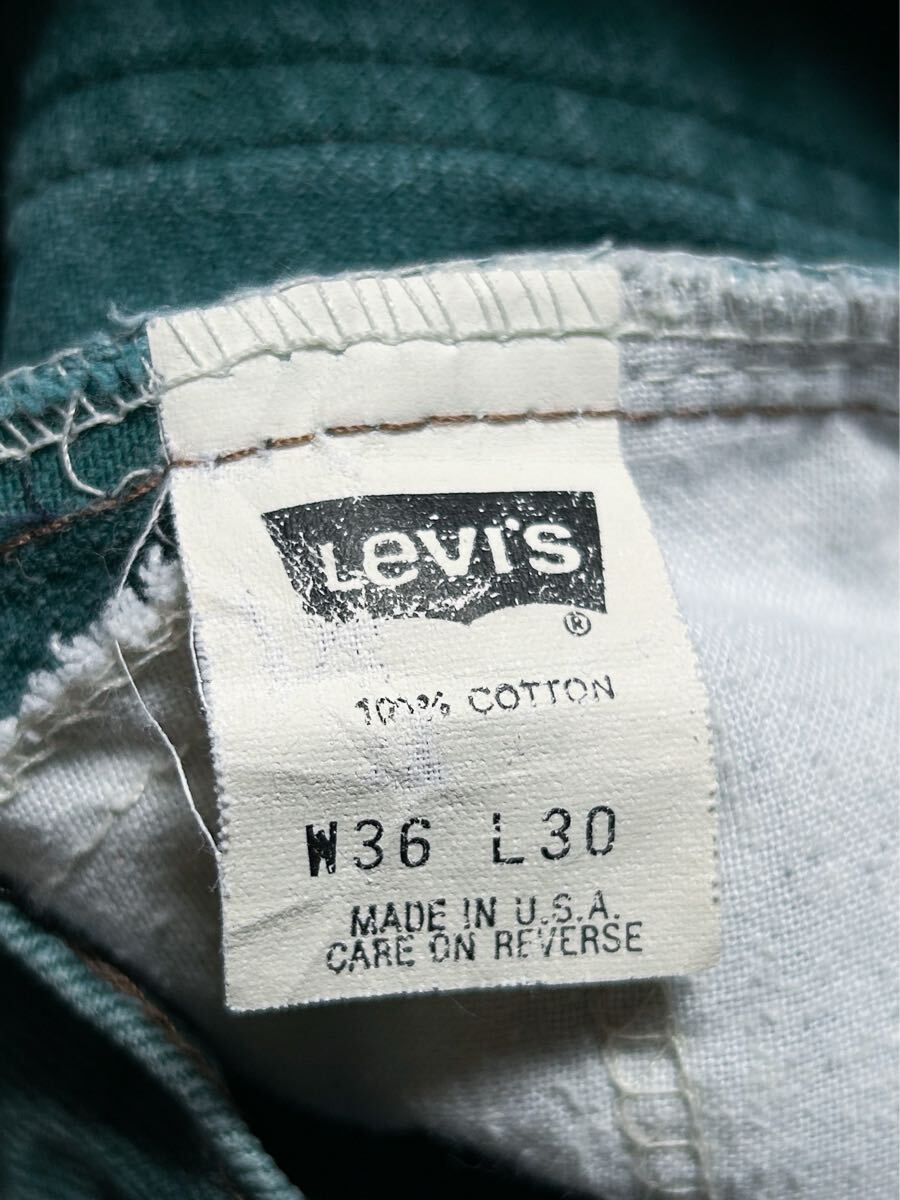 Levi's
®
100% COTTON
W36 L30
MADE IN U.S.A.
CARE ON REVERSE